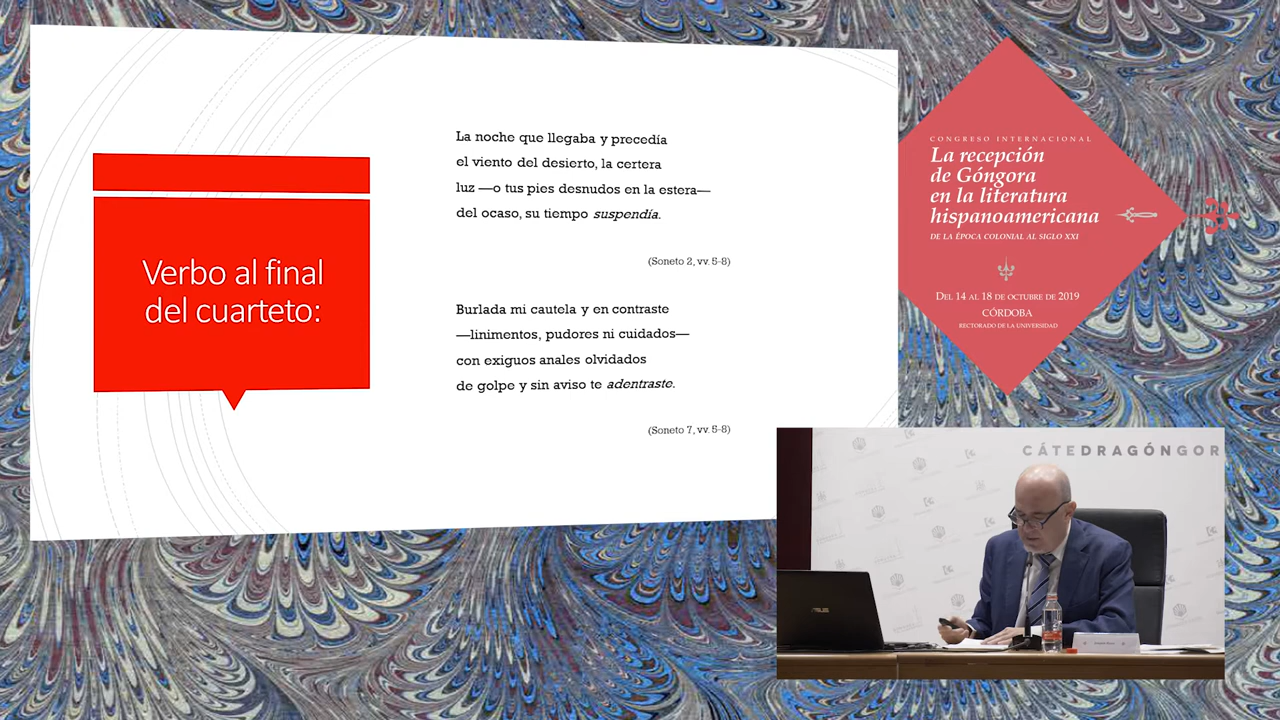 Verbo al final
del cuarteto:
La noche que llegaba y precedía
el viento del desierto, la certera
luz —o tus pies desnudos en la estera—
del ocaso, su tiempo suspendía.
(Soneto 2, vv. 5-8)
Burlada mi cautela y en contraste
—linimentos, pudores ni cuidados—
con exiguos anales olvidados
de golpe y sin aviso te adentraste.
(Soneto 7, vv. 5-8)
CONGRESO INTERNACIONAL
La recepción
de Góngora
en la literatura
hispanoamericana
DE LA ÉPOCA COLONIAL AL SIGLO XXI
DEL 14 AL 18 DE OCTUBRE DE 2019
CÓRDOBA
RECTORADO DE LA UNIVERSIDAD
CÁTEDRAGÓNGOR
ASUS